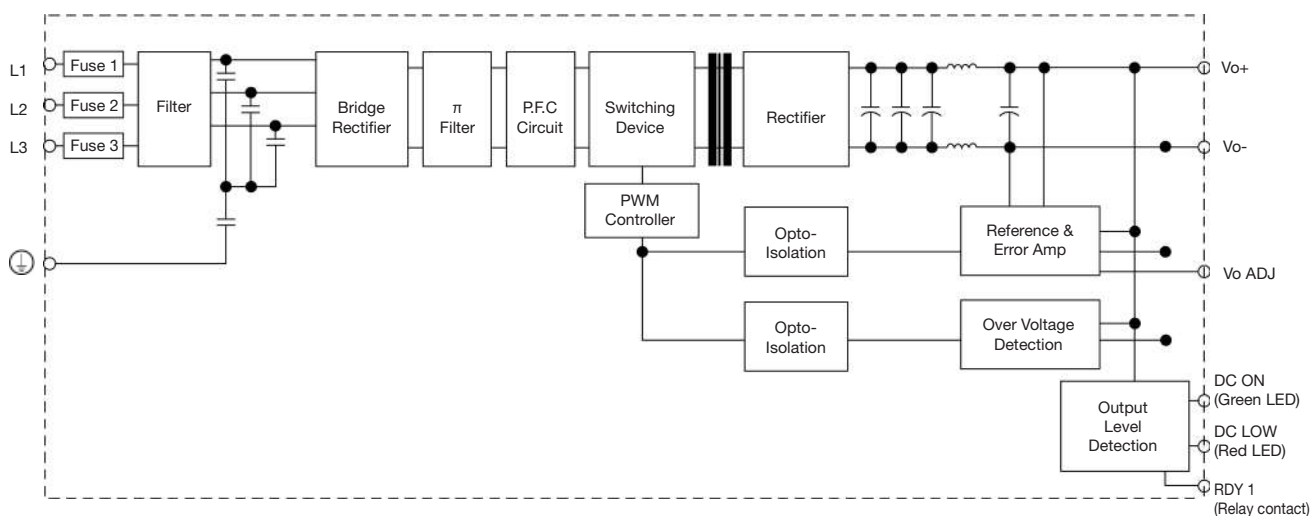 L1
Fuse 1
L2
Fuse 2
L3
Fuse 3
Filter
Bridge
Rectifier
π
Filter
P.F.C
Circuit
Switching
Device
Rectifier
Vo+
Vo-
PWM
Controller
Opto-
Isolation
Reference &
Error Amp
Vo ADJ
Opto-
Isolation
Over Voltage
Detection
Output
Level
Detection
DC ON
(Green LED)
DC LOW
(Red LED)
RDY 1
(Relay contact)